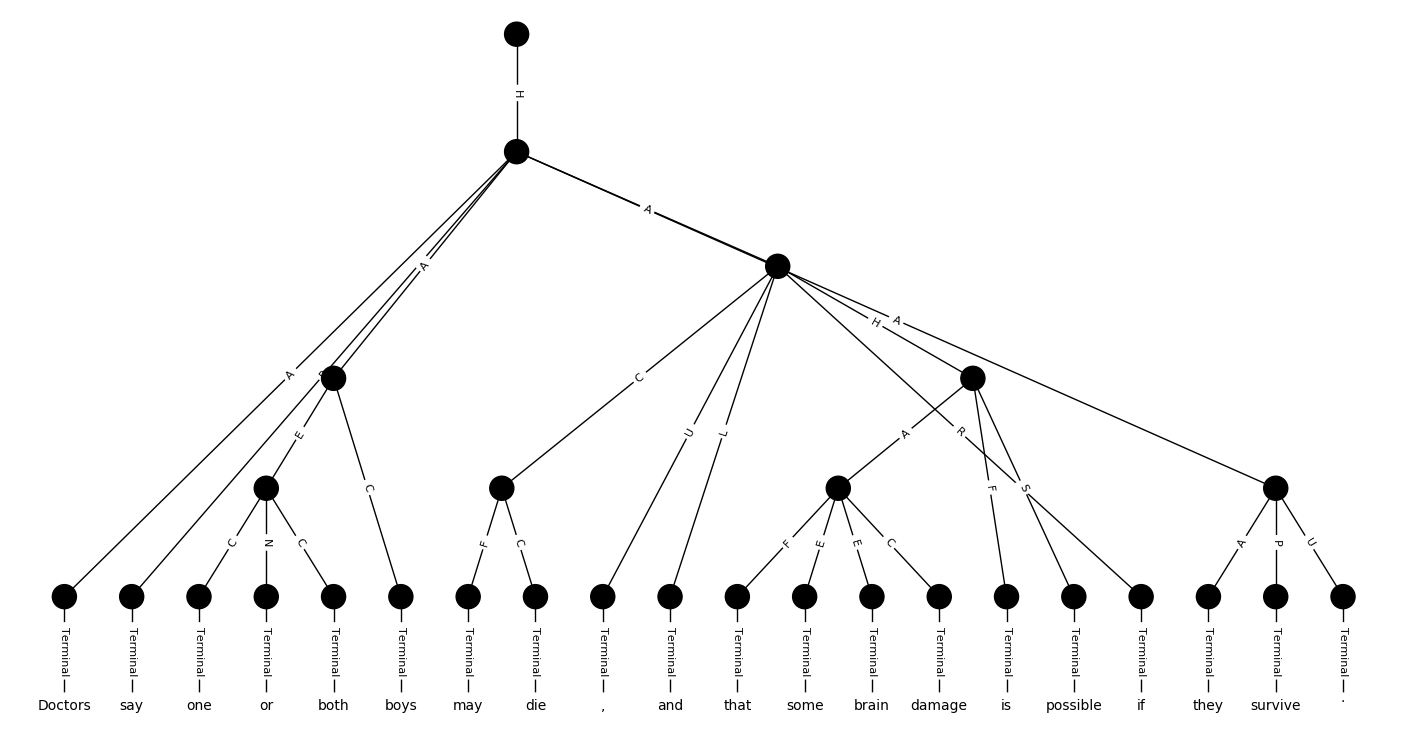 H
A
A
H A
A P C
U L A R
E
C F S
C N C F C F E E C A P U
Terminal Terminal Terminal Terminal Terminal Terminal Terminal Terminal Terminal Terminal Terminal Terminal Terminal Terminal Terminal Terminal Terminal Terminal Terminal Terminal
Doctors say one or both boys may die , and that some brain damage is possible if they survive .